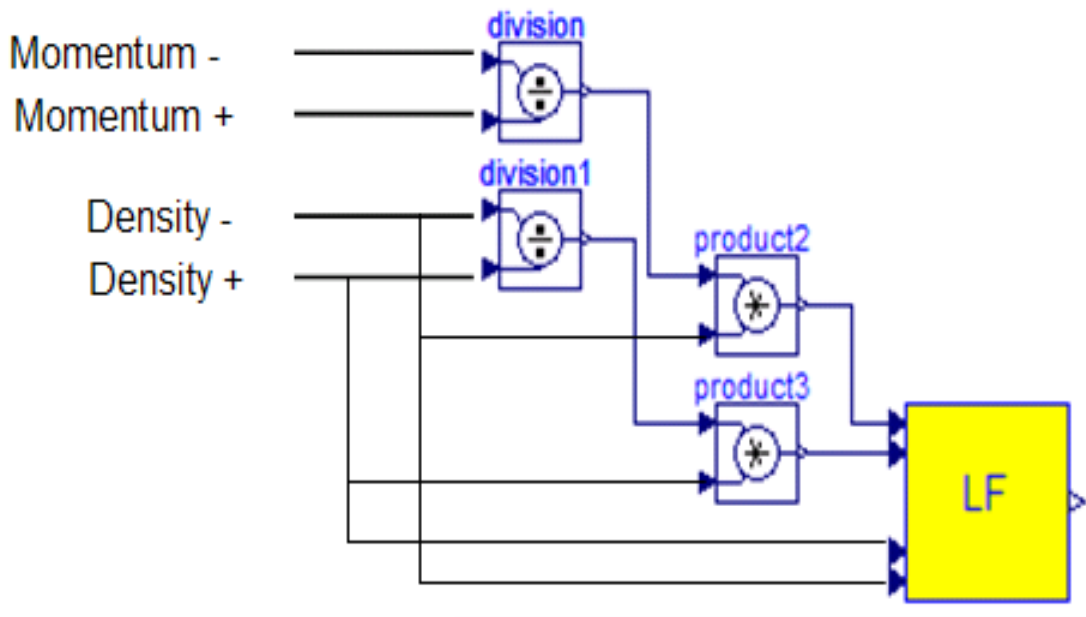 division
Momentum -
Momentum +
division1
Density -
Density +
product2
product3
LF